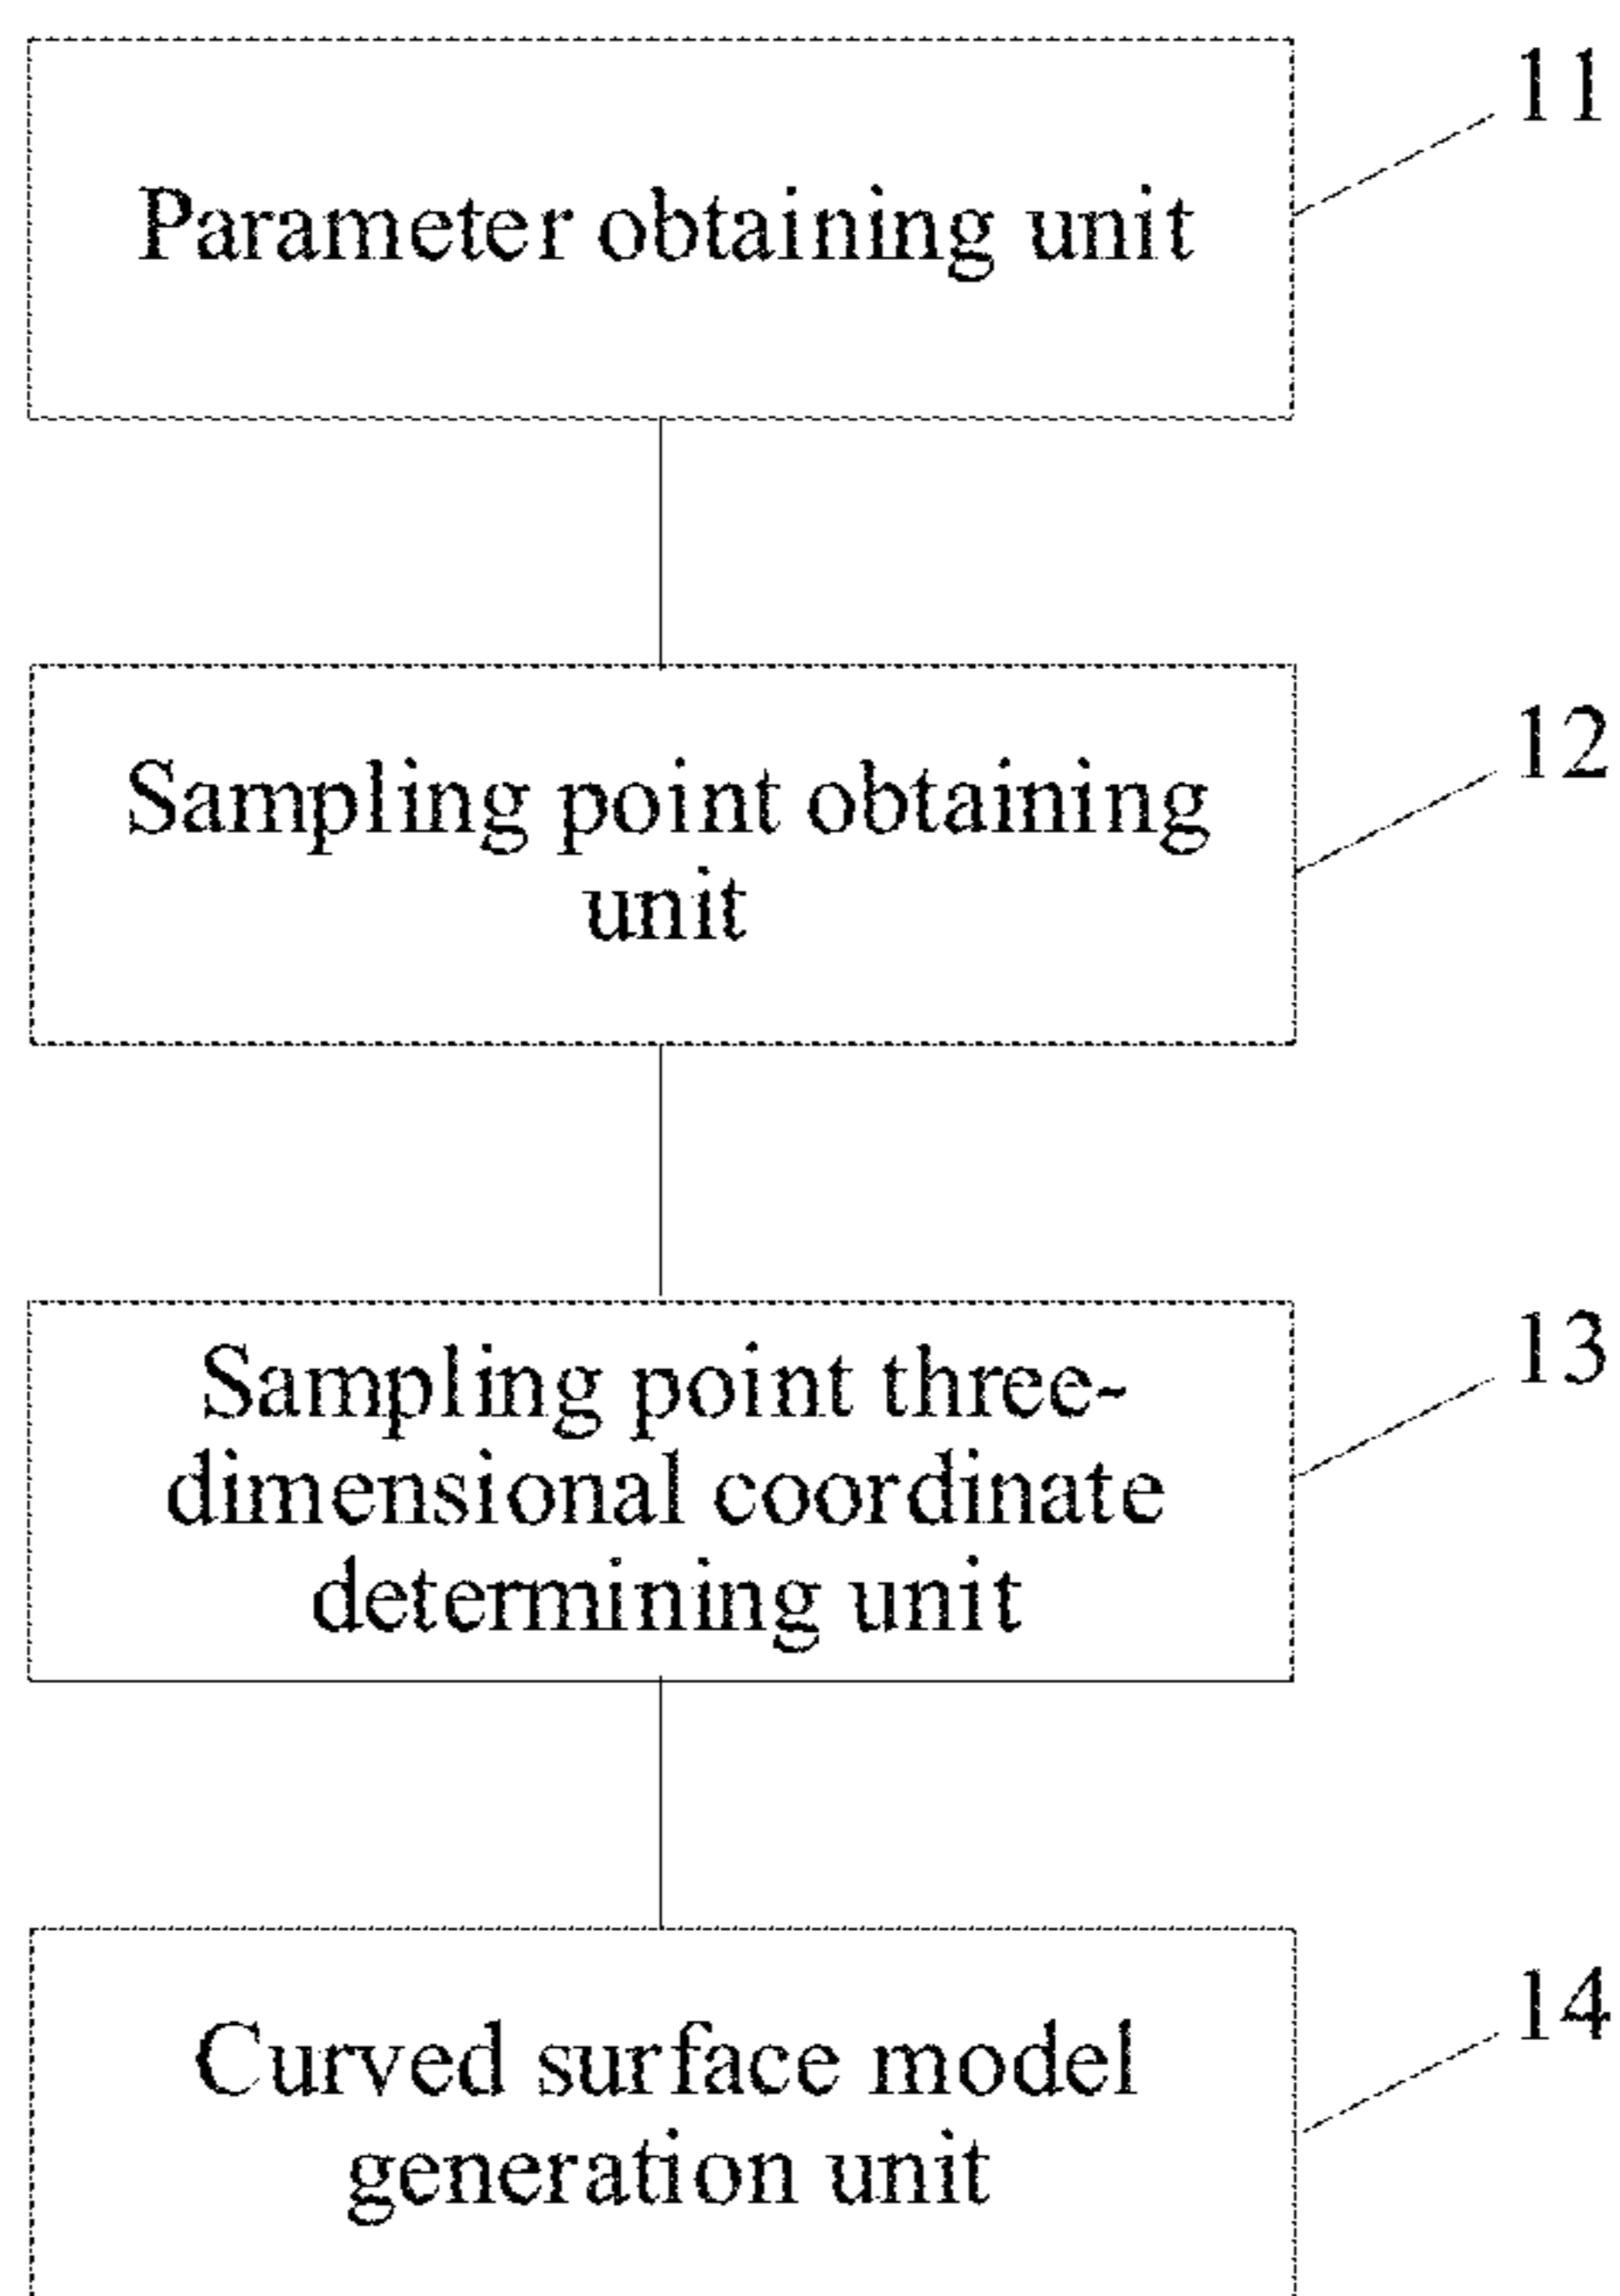 11
Parameter obtaining unit
12
Sampling point obtaining
unit
13
Sampling point three-
dimensional coordinate
determining unit
14
Curved surface model
generation unit